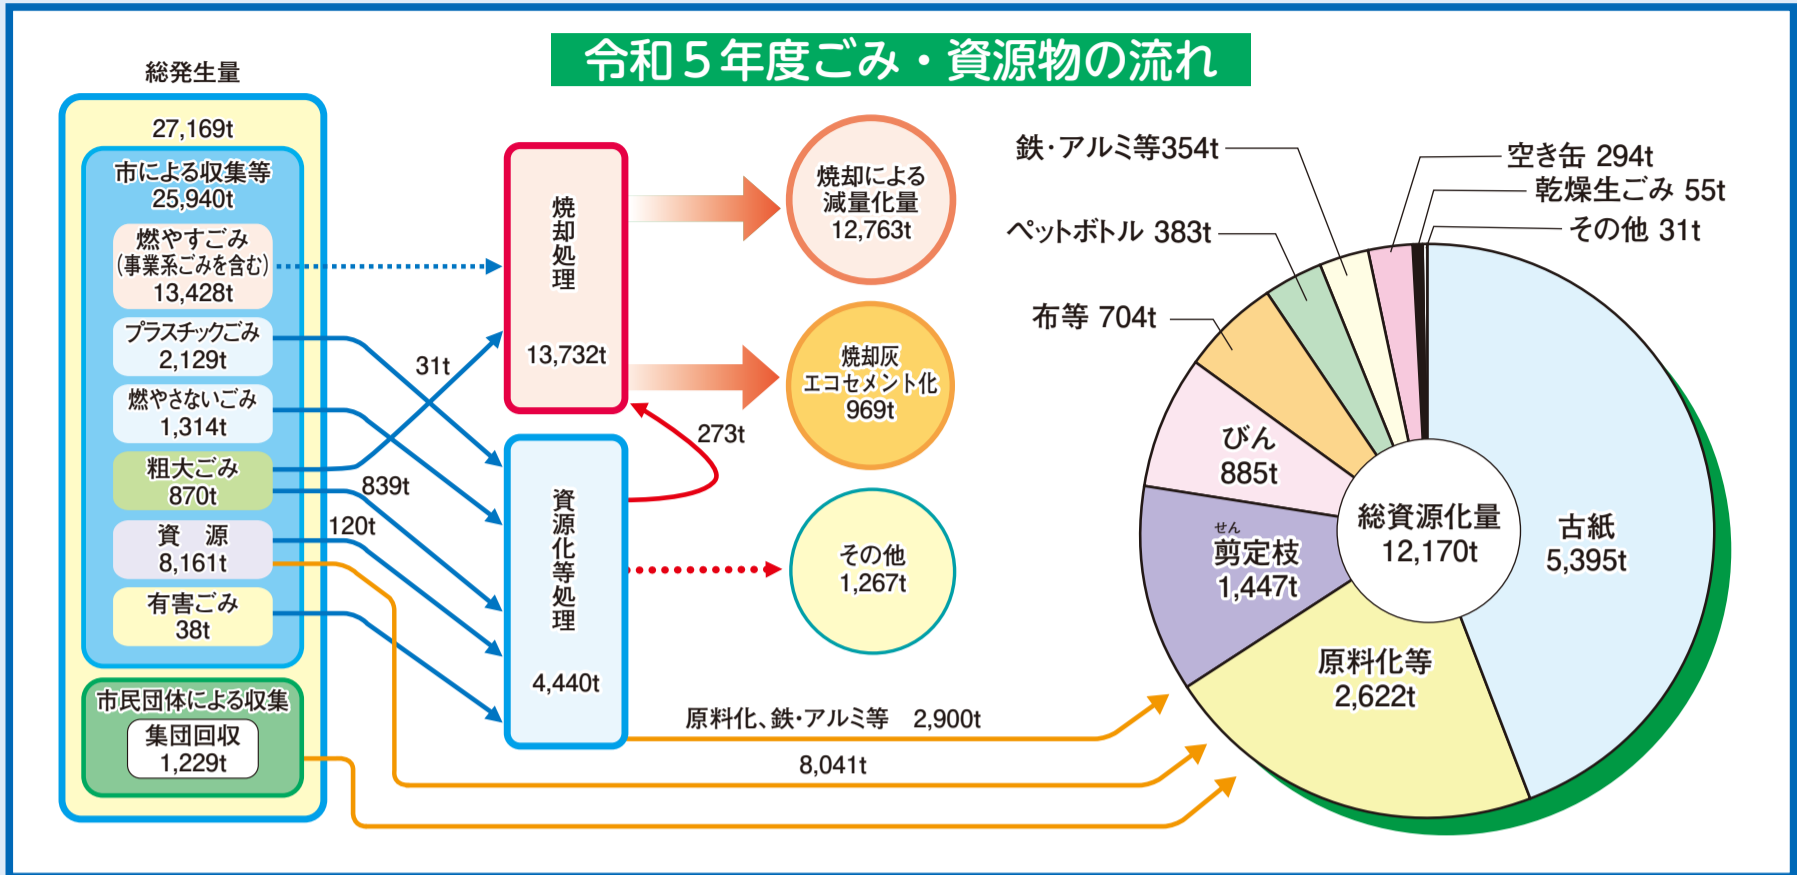 令和5年度ごみ・資源物の流れ
総発生量
27,169t
市による収集等
25,940t
燃やすごみ
(事業系ごみを含む)
13,428t
プラスチックごみ
2,129t
燃やさないごみ
1,314t
粗大ごみ
870t
資　源
8,161t
有害ごみ
38t
市民団体による収集
集団回収
1,229t
31t
839t
120t
焼却処理
13,732t
273t
資源化等処理
4,440t
焼却による
減量化量
12,763t
焼却灰
エコセメント化
969t
その他
1,267t
原料化、鉄・アルミ等　2,900t
8,041t
鉄・アルミ等354t
ペットボトル 383t
布等 704t
空き缶 294t
乾燥生ごみ 55t
その他 31t
びん
885t
せん
剪定枝
1,447t
総資源化量
12,170t
古紙
5,395t
原料化等
2,622t